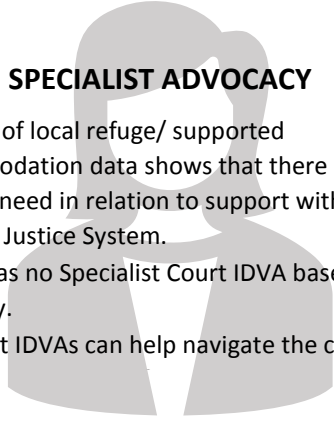 SPECIALIST ADVOCACY
of local refuge/ supported
odation data shows that there
need in relation to support with
Justice System.
as no Specialist Court IDVA base
y.
t IDVAs can help navigate the c